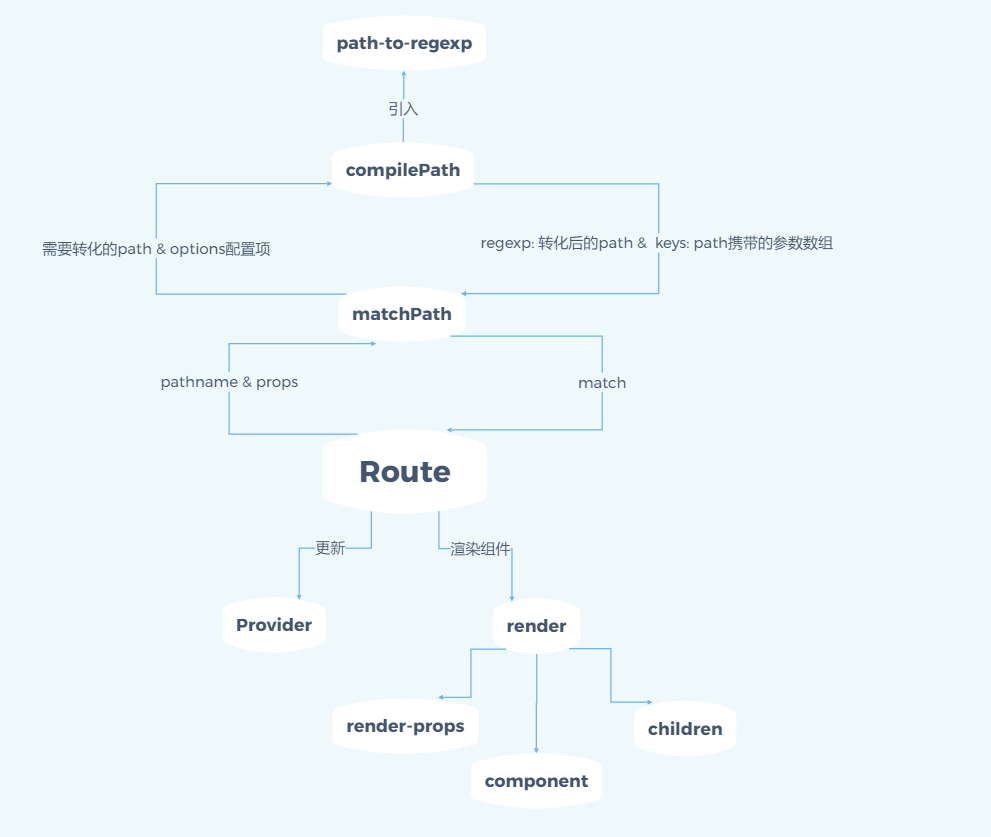 path-to-regexp
引入
compilePath
需要转化的path & options配置项
regexp: 转化后的path &  keys: path携带的参数数组
matchPath
pathname & props
match
Route
更新
渲染组件
Provider
render
render-props
children
component